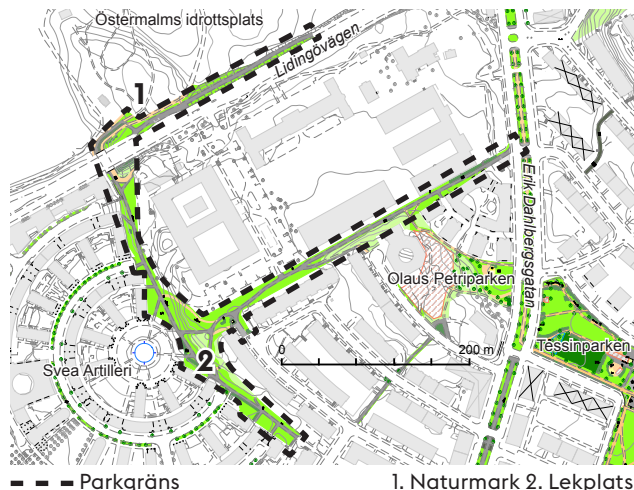 Östermalms idrottsplats
Lidingövägen
1
Erik Dahlbergsgatan
Olaus Petriparken
Tessinparken
2
0 200 m
Svea Artilleri
Parkgräns
1. Naturmark 2. Lekplats